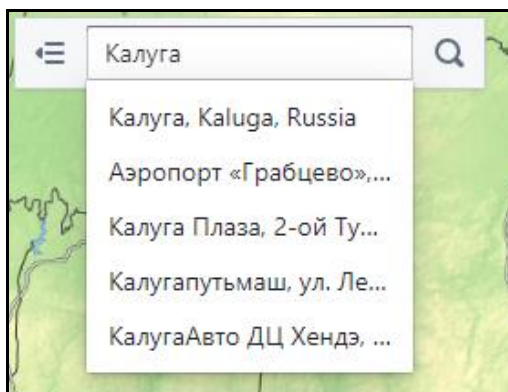 Калуга
Калуга, Kaluga, Russia
Аэропорт «Грабцево»,...
Калуга Плаза, 2-ой Ту...
Калугапутьмаш, ул. Ле...
КалугаАвто ДЦ Хендэ, ...